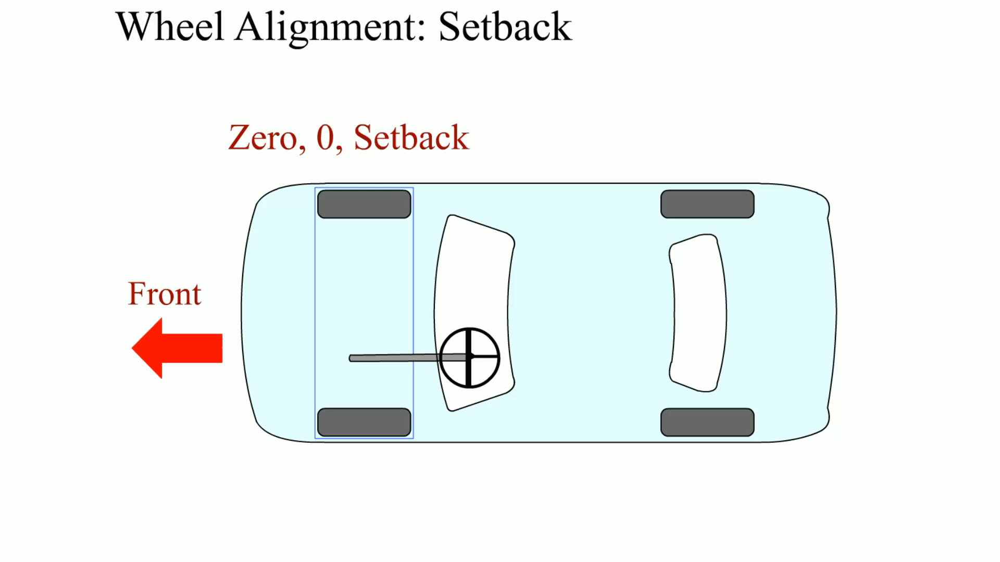 Wheel Alignment: Setback
Zero, 0, Setback
Front